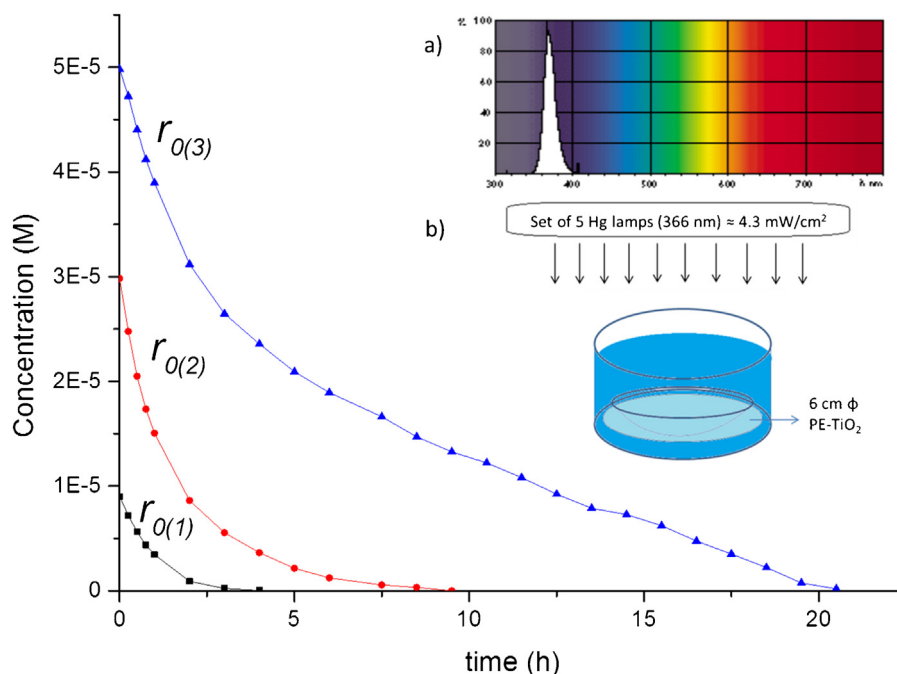 5E-5
4E-5
3E-5
2E-5
1E-5
0
0
5
10
15
20
Concentration (M)
time (h)
r0(3)
r0(2)
r0(1)
a)
%
100
80
60
40
20
300
400
500
600
700
nm
b)
Set of 5 Hg lamps (366 nm) ≈ 4.3 mW/cm²
6 cm ϕ
PE-TiO₂